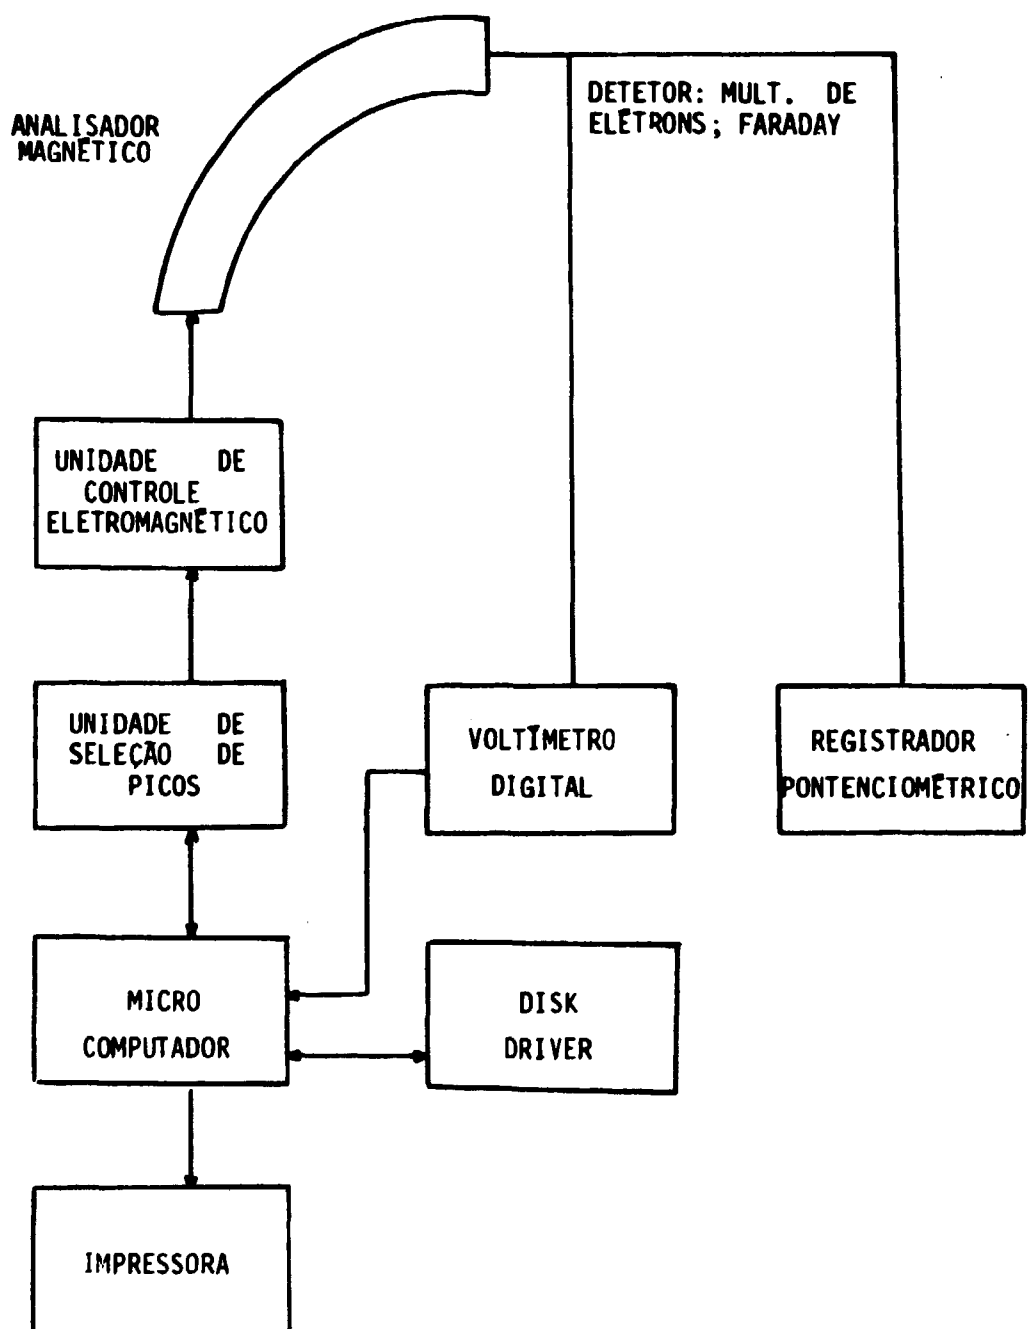 DETETOR: MULT. DE
ELÉTRONS; FARADAY
ANALISADOR
MAGNÉTICO
UNIDADE DE
CONTROLE
ELETROMAGNÉTICO
UNIDADE DE
SELEÇÃO DE
PICOS
VOLTÍMETRO
DIGITAL
REGISTRADOR
PONTENCIOMÉTRICO
MICRO
COMPUTADOR
DISK
DRIVER
IMPRESSORA